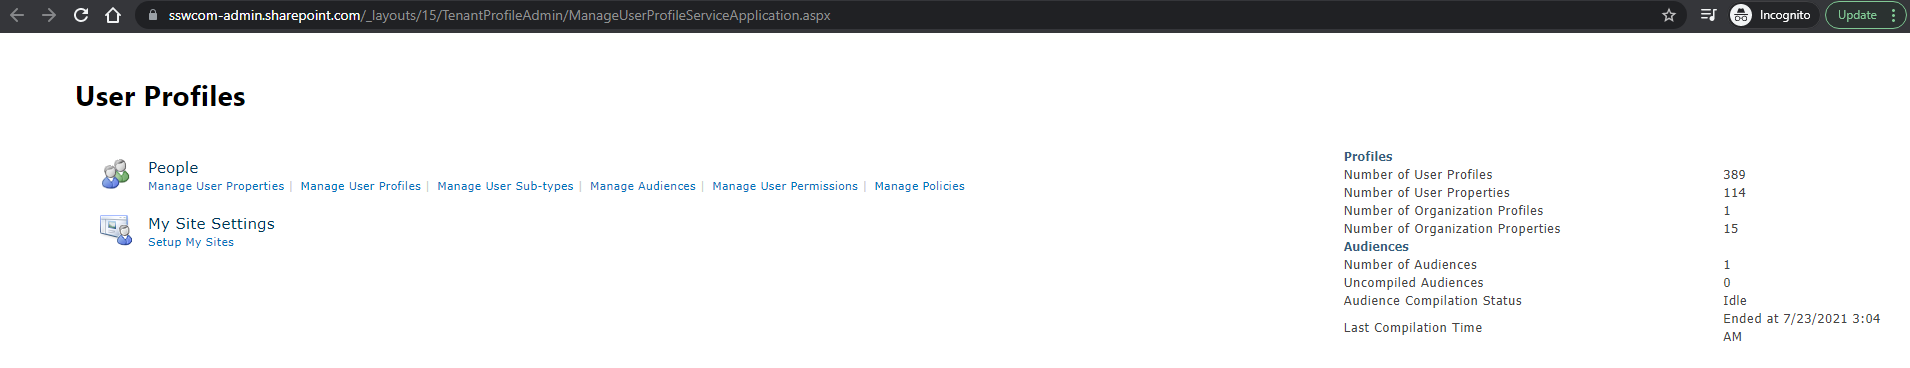 sswcom-admin.sharepoint.com/_layouts/15/TenantProfileAdmin/ManageUserProfileServiceApplication.aspx
Incognito
Update
User Profiles
People
Manage User Properties | Manage User Profiles | Manage User Sub-types | Manage Audiences | Manage User Permissions | Manage Policies
My Site Settings
Setup My Sites
Profiles
Number of User Profiles 389
Number of User Properties 114
Number of Organization Profiles 1
Number of Organization Properties 15
Audiences
Number of Audiences 1
Uncompiled Audiences 0
Audience Compilation Status Idle
Last Compilation Time Ended at 7/23/2021 3:04
AM